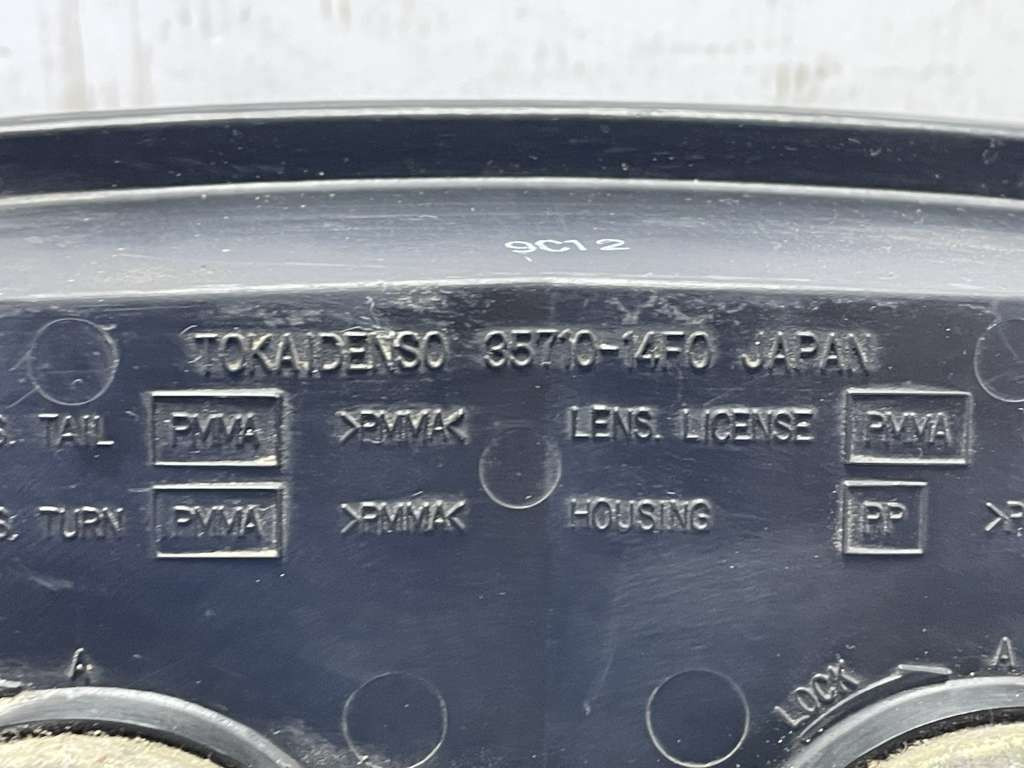 9C12
TOKAIDENSO 35710-14F0 JAPAN
S. TAIL PMMA >PMMA< LENS. LICENSE PMMA
S. TURN PMMA >PMMA< HOUSING PP >P
A
A
LOCK